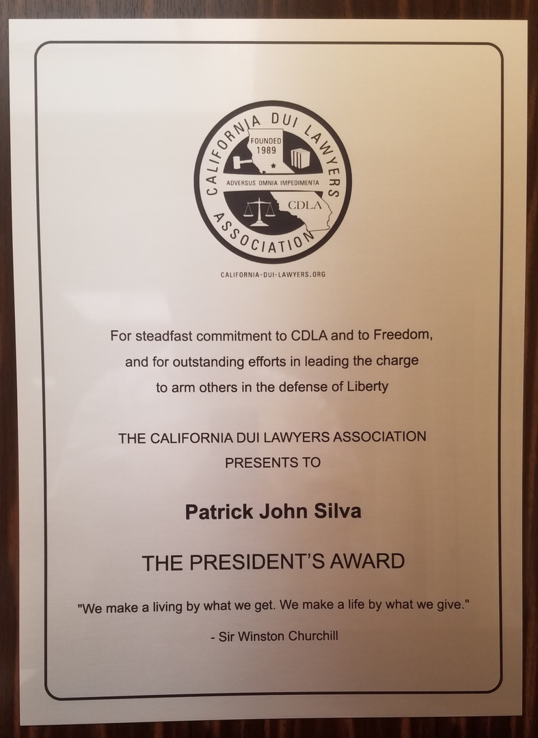 CALIFORNIA DUI LAWYERS
FOUNDED
1989
ADVERSUS OMNIA IMPEDIMENTA
CDLA
ASSOCIATION
CALIFORNIA-DUI-LAWYERS.ORG
For steadfast commitment to CDLA and to Freedom,
and for outstanding efforts in leading the charge
to arm others in the defense of Liberty
THE CALIFORNIA DUI LAWYERS ASSOCIATION
PRESENTS TO
Patrick John Silva
THE PRESIDENT'S AWARD
"We make a living by what we get. We make a life by what we give."
- Sir Winston Churchill